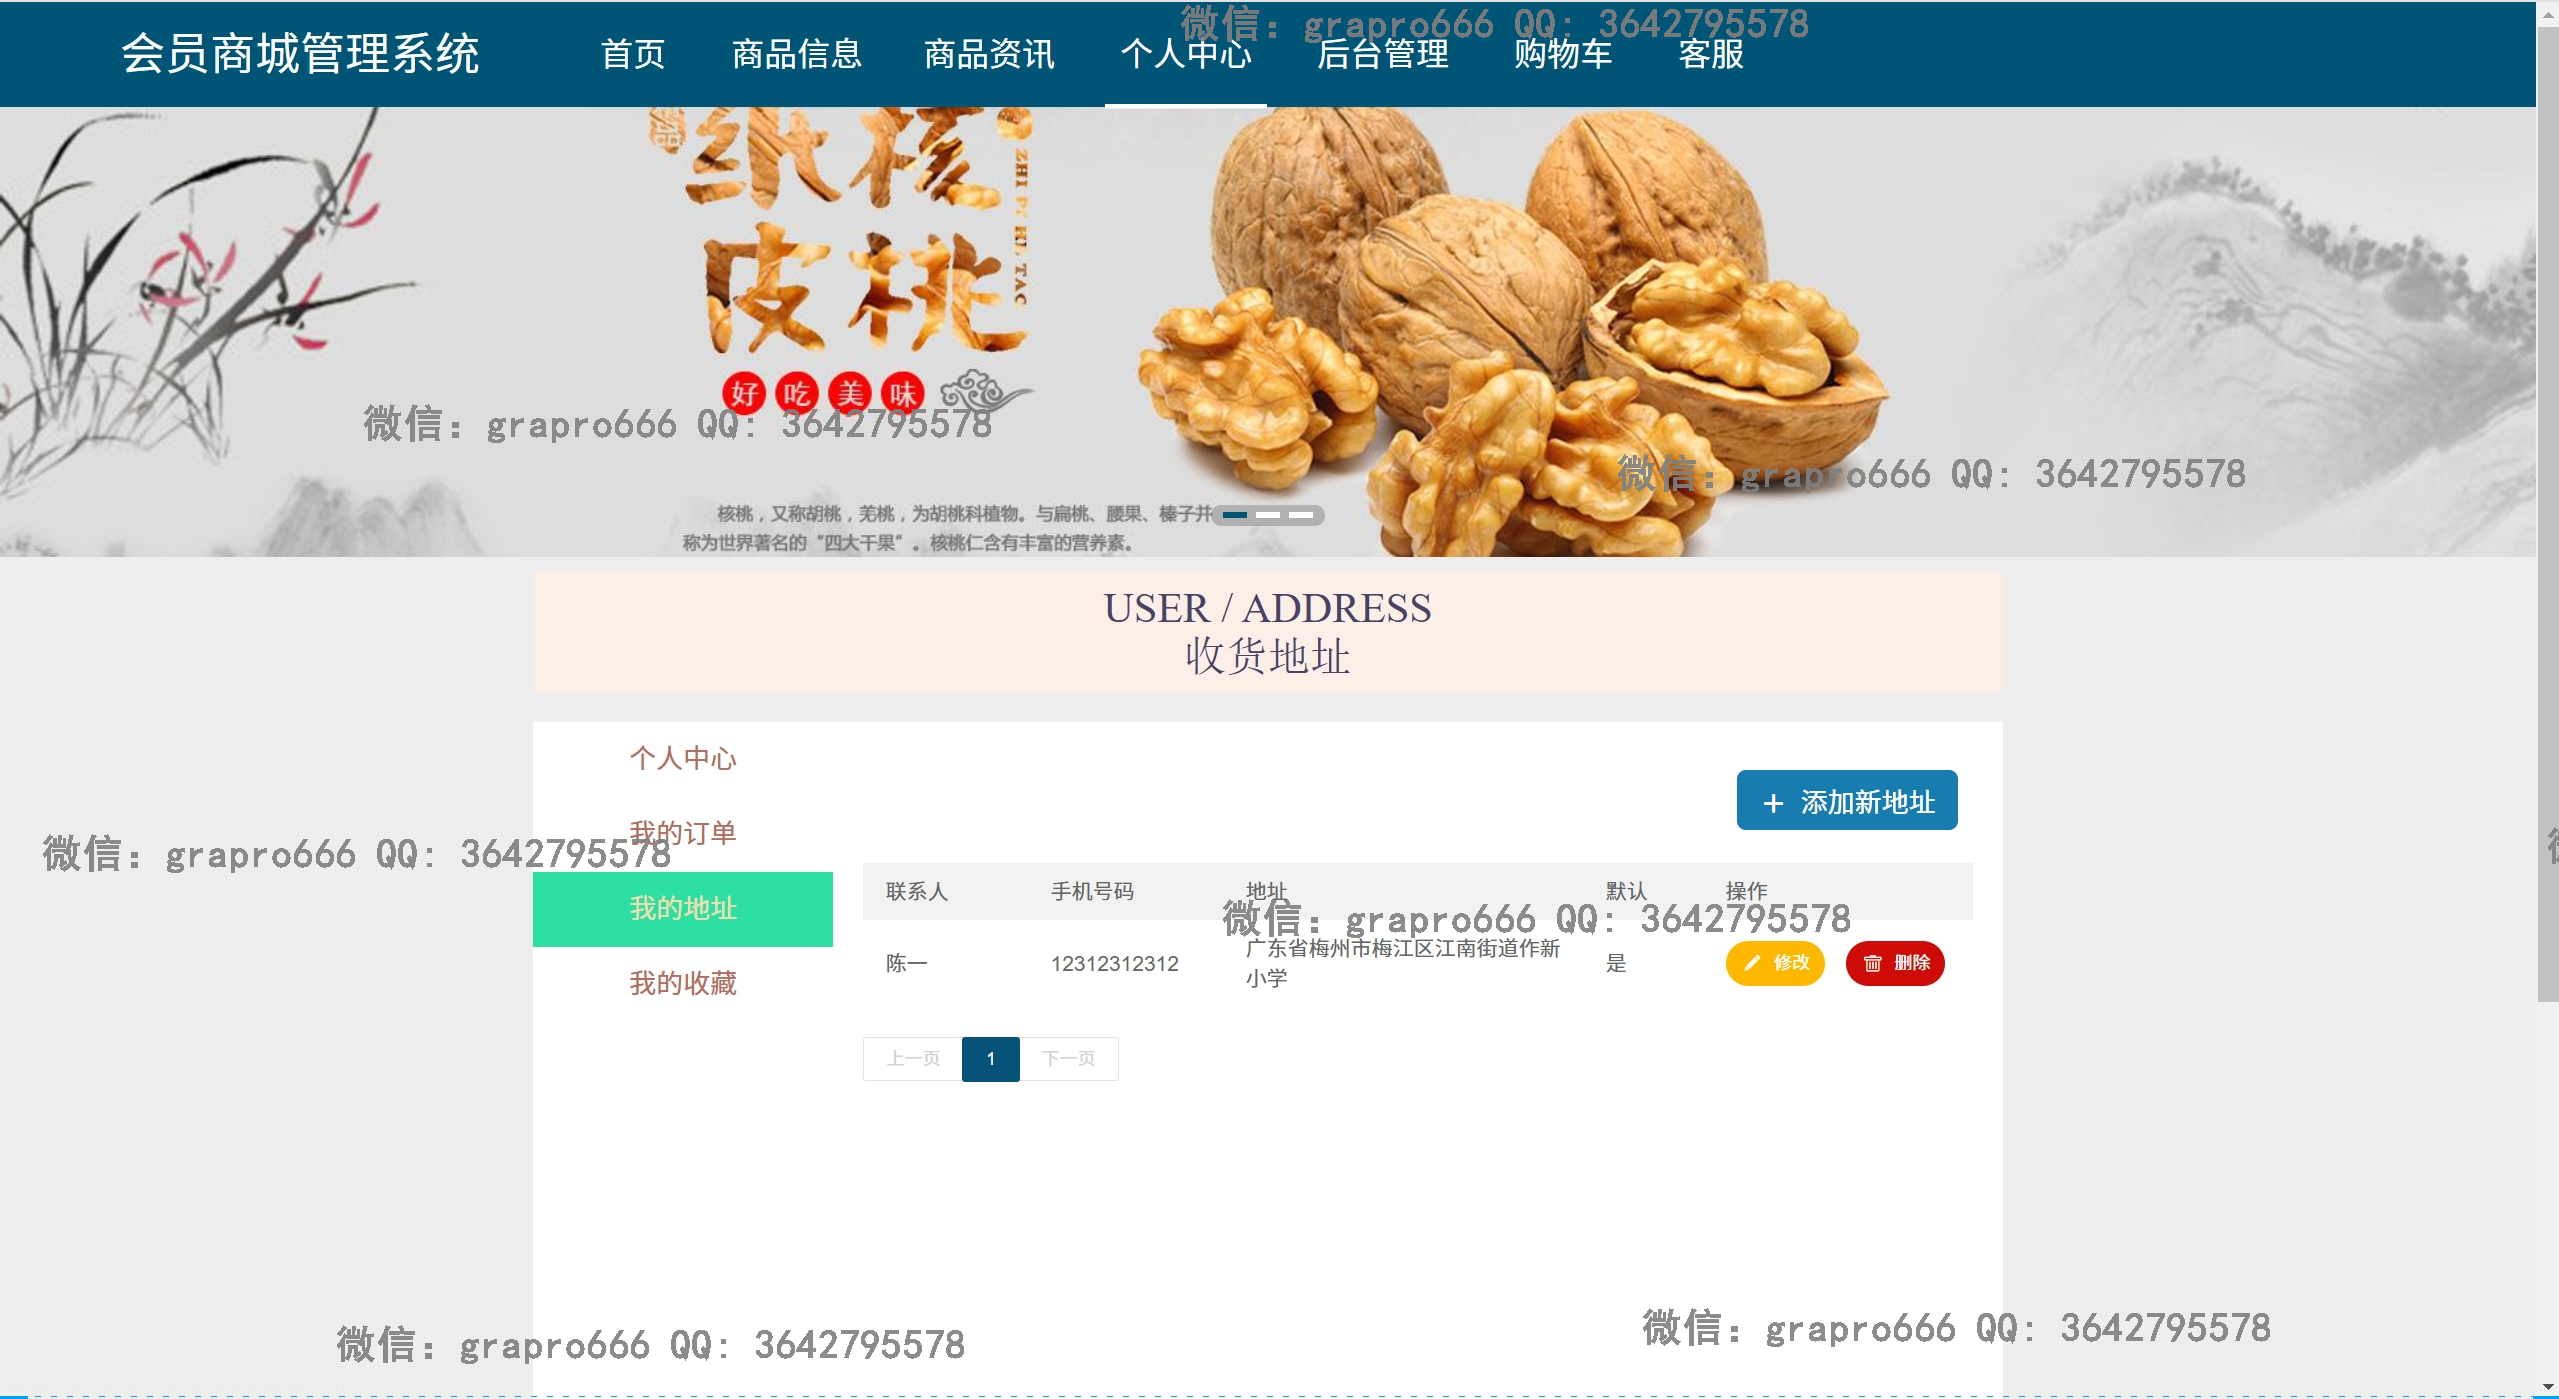 微信: grapro666 QQ: 3642795578
会员商城管理系统 首页 商品信息 商品资讯 个人中心 后台管理 购物车 客服
纸核
皮桃
好吃美味
微信: grapro666 QQ: 3642795578
微信: grapro666 QQ: 3642795578
核桃，又称胡桃，羌桃，为胡桃科植物。与扁桃、腰果、榛子并
称为世界著名的“四大干果”。核桃仁含有丰富的营养素。
USER / ADDRESS
收货地址
个人中心
添加新地址
我的订单
微信: grapro666 QQ: 3642795578
联系人 手机号码 地址 默认 操作
我的地址
微信: grapro666 QQ: 3642795578
陈一 12312312312 广东省梅州市梅江区江南街道作新 是 修改 删除
小学
我的收藏
上一页 1 下一页
微信: grapro666 QQ: 3642795578
微信: grapro666 QQ: 3642795578